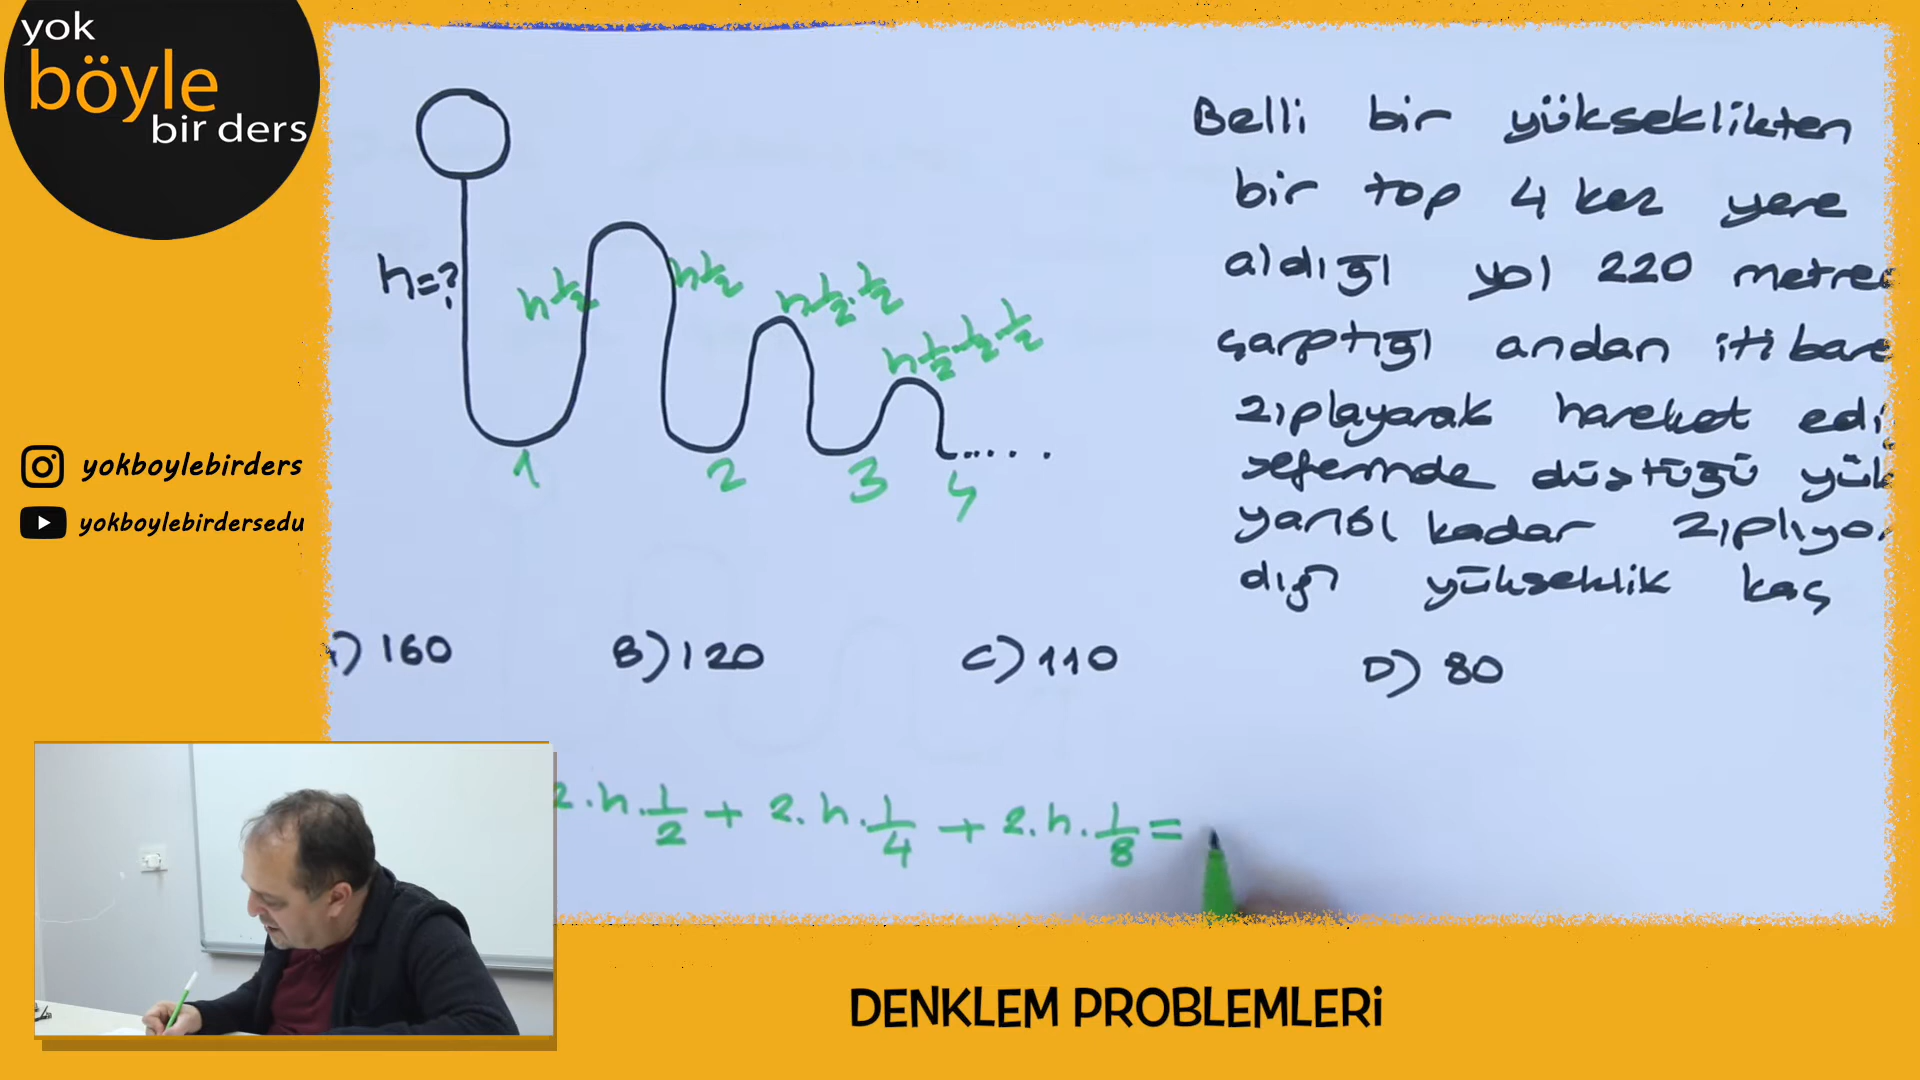 yok
böyle
bir ders
yokboylebirders
yokboylebirdersedu
h=?
h 1/2
h 1/2
h 1/2 · 1/2
h 1/2 · 1/2 · 1/2
1
2
3
4
Belli bir yükseklikten
bir top 4 kez yere
aldığı yol 220 metre
çarptığı andan itibare
zıplayarak hareket edi
seferinde düştüğü yük
yarısı kadar zıplıyo
dığı yükseklik kaç
) 160
B) 120
C) 110
D) 80
2.h.1/2 + 2.h.1/4 + 2.h.1/8 =
DENKLEM PROBLEMLERİ